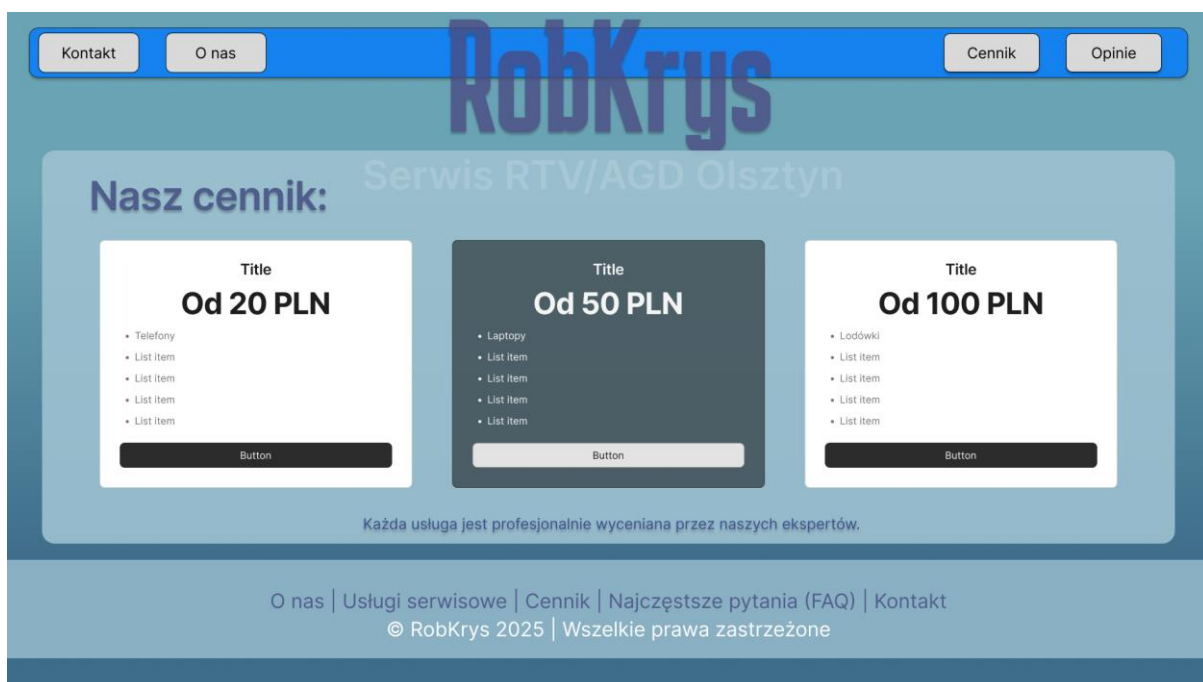 Kontakt
O nas
RobKrys
Cennik
Opinie
Serwis RTV/AGD Olsztyn
Nasz cennik:
Title
Od 20 PLN
• Telefony
• List item
• List item
• List item
• List item
Button
Title
Od 50 PLN
• Laptopy
• List item
• List item
• List item
• List item
Button
Title
Od 100 PLN
• Lodówki
• List item
• List item
• List item
• List item
Button
Każda usługa jest profesjonalnie wyceniana przez naszych ekspertów.
O nas | Usługi serwisowe | Cennik | Najczęstsze pytania (FAQ) | Kontakt
© RobKrys 2025 | Wszelkie prawa zastrzeżone